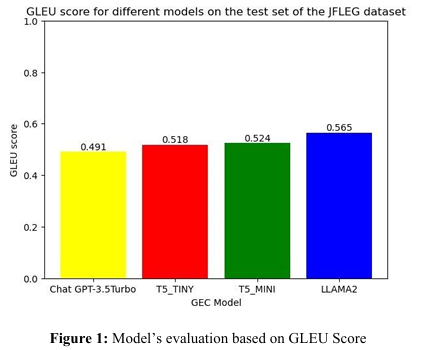 GLEU score for different models on the test set of the JFLEG dataset
1.0
0.8
0.6
0.4
0.2
0.0
GLEU score
0.491
0.518
0.524
0.565
Chat GPT-3.5Turbo
T5_TINY
T5_MINI
LLAMA2
GEC Model
Figure 1: Model's evaluation based on GLEU Score